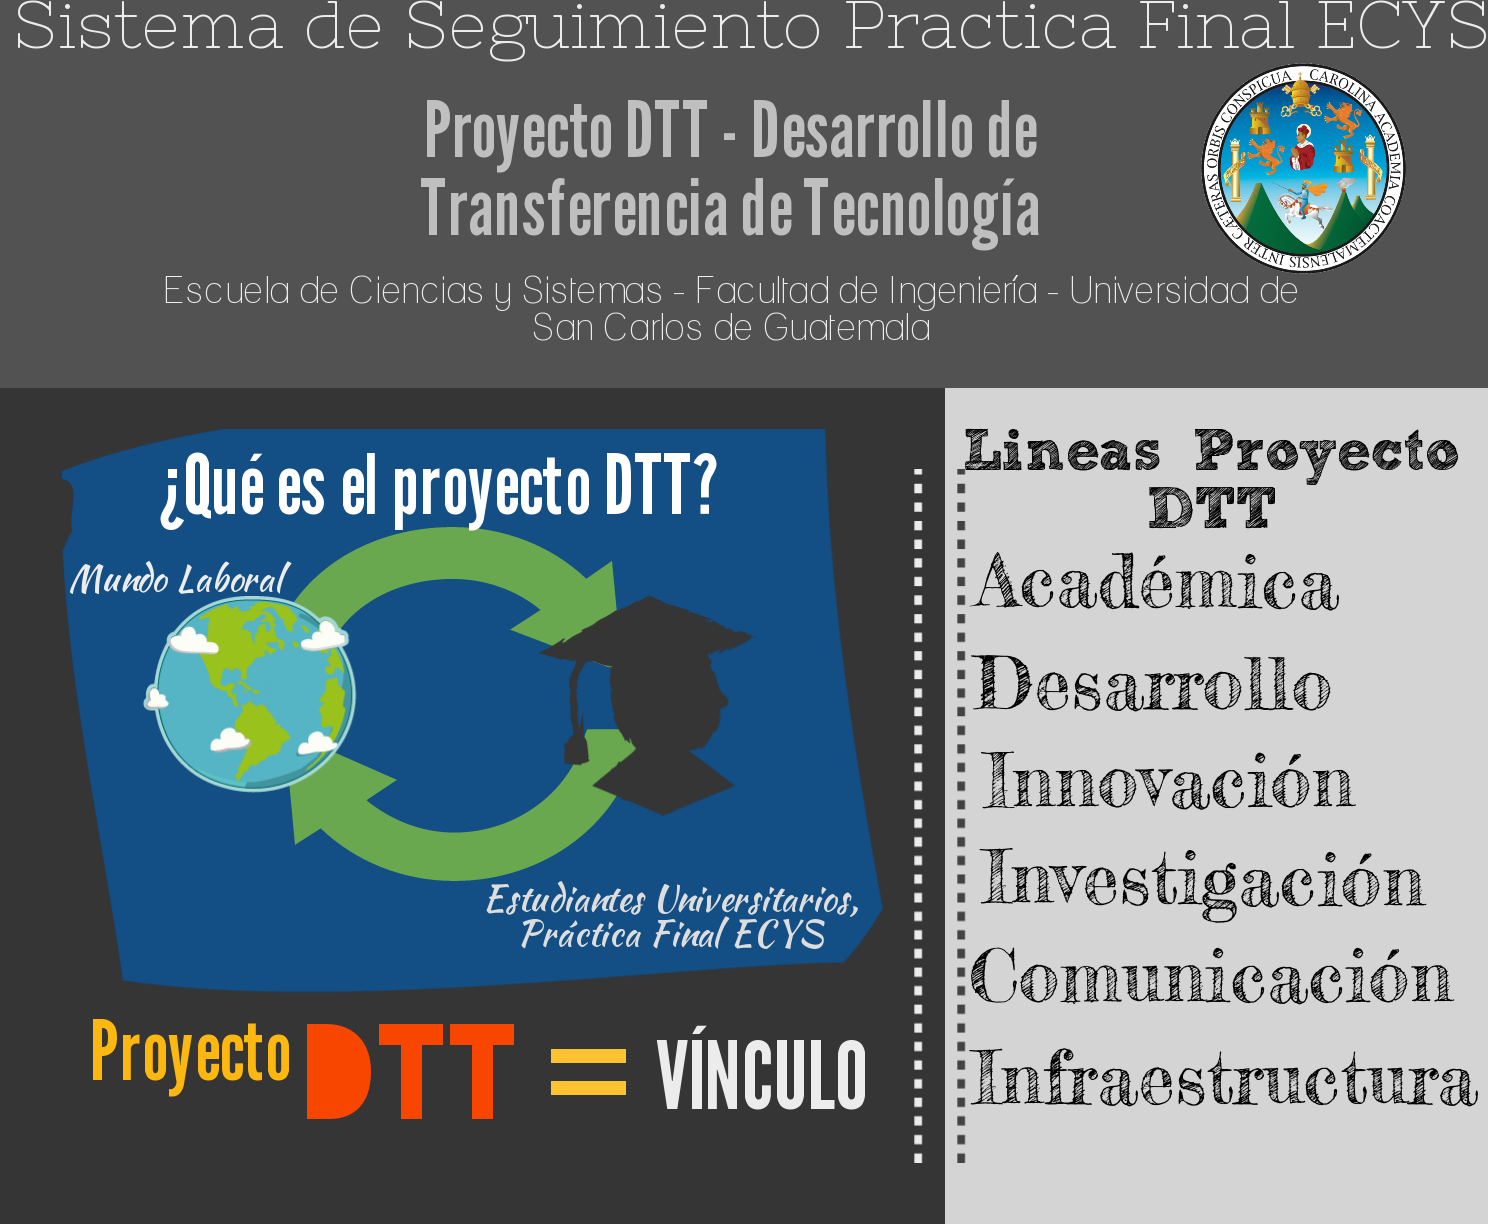 Sistema de Seguimiento Practica Final ECYS
Proyecto DTT - Desarrollo de
Transferencia de Tecnología
CAROLINA ACADEMIA COACTEMALENSIS INTER CÆTERAS ORBIS CONSPICUA
Escuela de Ciencias y Sistemas - Facultad de Ingeniería - Universidad de
San Carlos de Guatemala
¿Qué es el proyecto DTT?
Mundo Laboral
Estudiantes Universitarios,
Práctica Final ECYS
Proyecto DTT = VÍNCULO
Lineas Proyecto
DTT
Académica
Desarrollo
Innovación
Investigación
Comunicación
Infraestructura